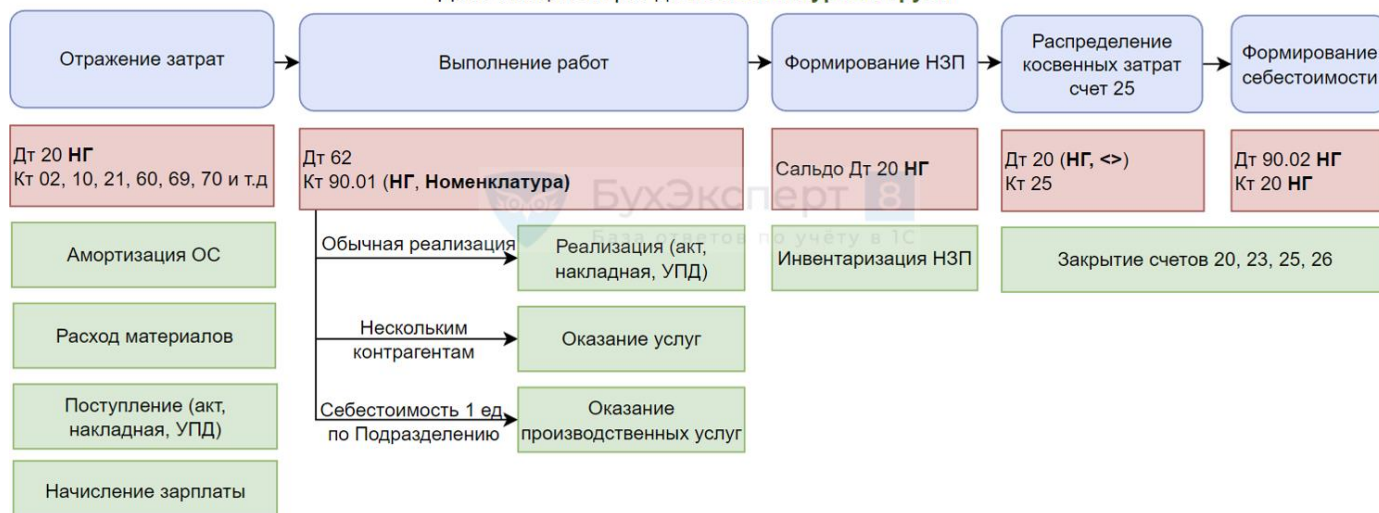 Отражение затрат
Выполнение работ
Формирование НЗП
Распределение
косвенных затрат
счет 25
Формирование
себестоимости
Дт 20 НГ
Кт 02, 10, 21, 60, 69, 70 и т.д
Дт 62
Кт 90.01 (НГ, Номенклатура)
Сальдо Дт 20 НГ
Дт 20 (НГ, <>)
Кт 25
Дт 90.02 НГ
Кт 20 НГ
БухЭксперт 8
База ответов по учёту в 1С
Амортизация ОС
Расход материалов
Поступление (акт,
накладная, УПД)
Начисление зарплаты
Обычная реализация
Реализация (акт,
накладная, УПД)
Нескольким
контрагентам
Оказание услуг
Себестоимость 1 ед.
по Подразделению
Оказание
производственных услуг
Инвентаризация НЗП
Закрытие счетов 20, 23, 25, 26